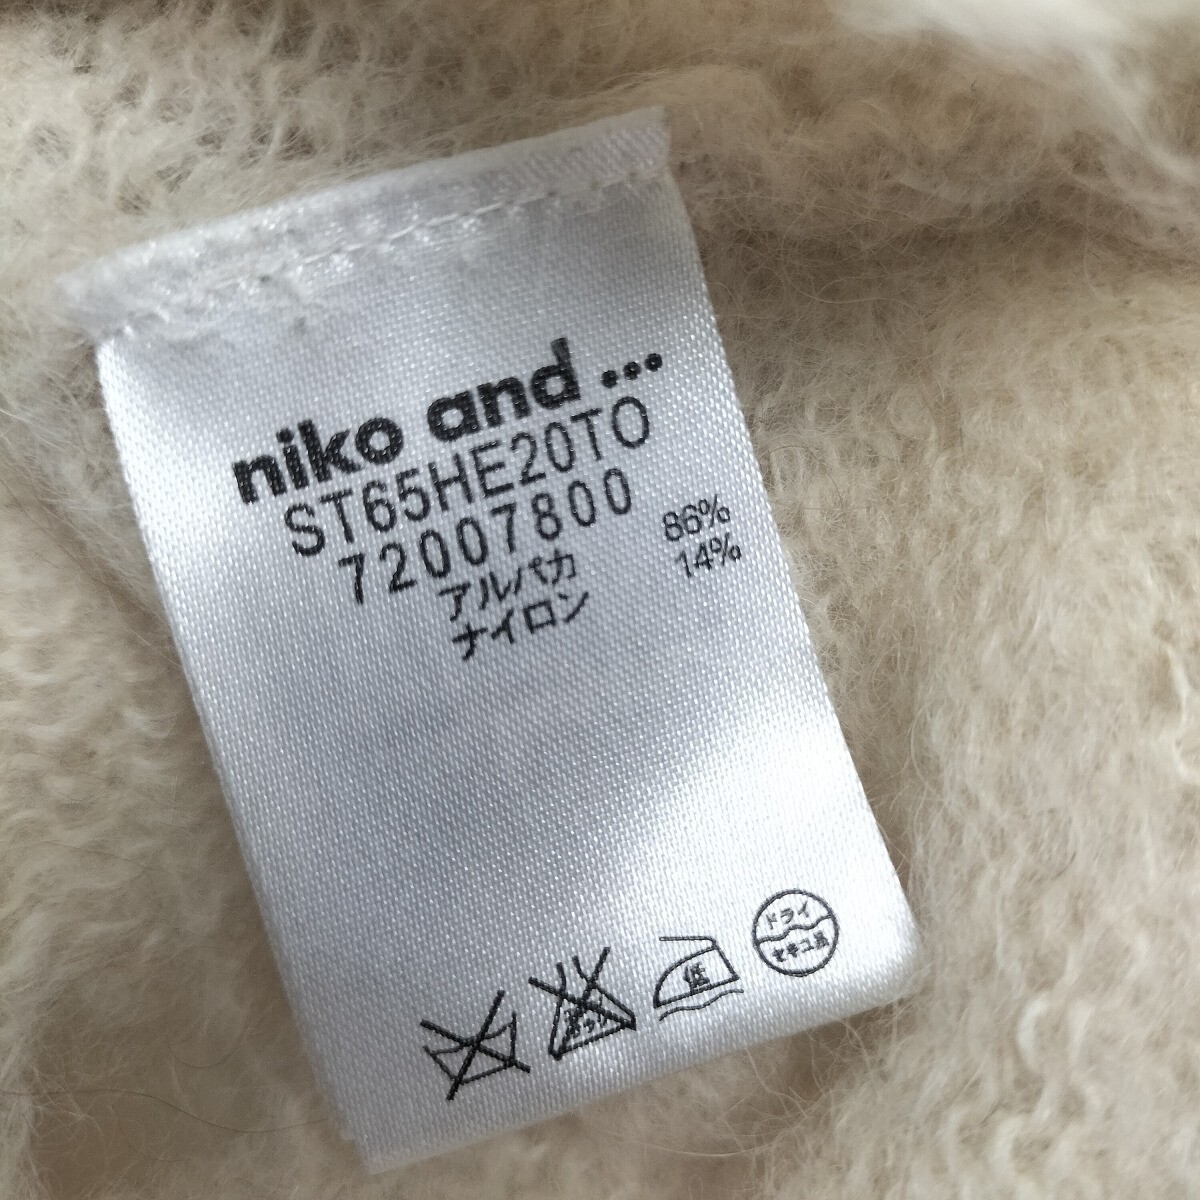 niko and ...
ST65HE20TO
72007800
アルパカ 86%
ナイロン 14%
低
ドライ
セキユ系